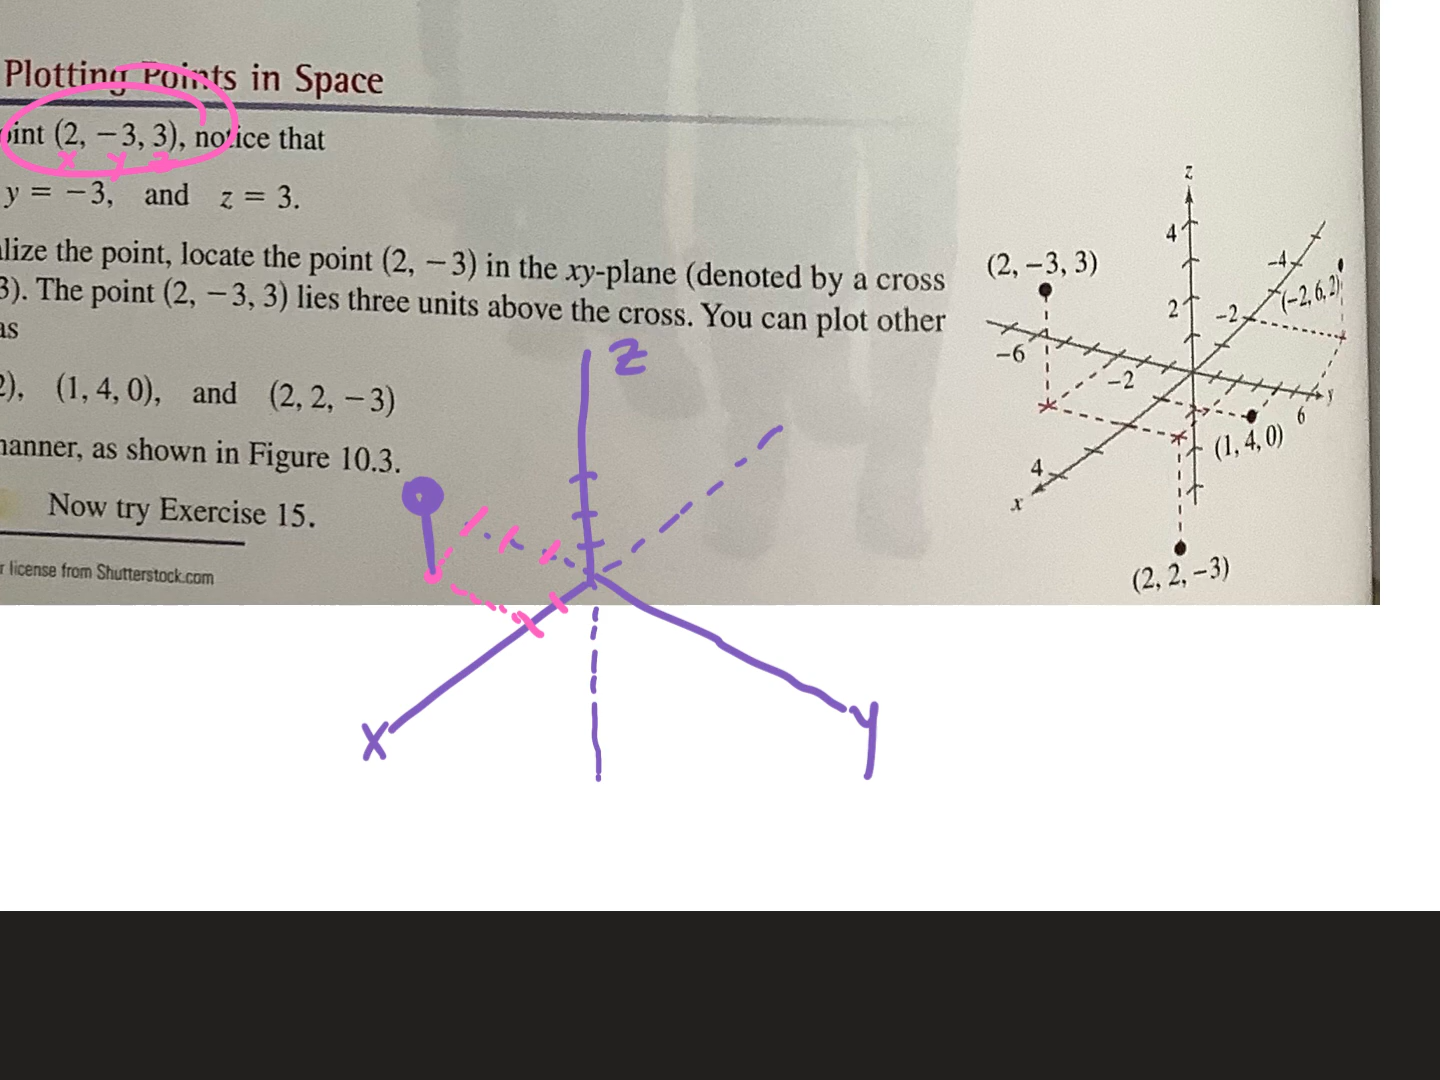 Plotting Points in Space
oint (2, −3, 3), notice that
x y z
y = −3, and z = 3.
lize the point, locate the point (2, −3) in the xy-plane (denoted by a cross
3). The point (2, −3, 3) lies three units above the cross. You can plot other
as
2), (1, 4, 0), and (2, 2, −3)
nanner, as shown in Figure 10.3.
Now try Exercise 15.
r license from Shutterstock.com
z
4
2
(2, −3, 3)
−4
−2
(−2, 6, 2)
−6
−2
y
6
(1, 4, 0)
4
x
(2, 2, −3)
z
x
y